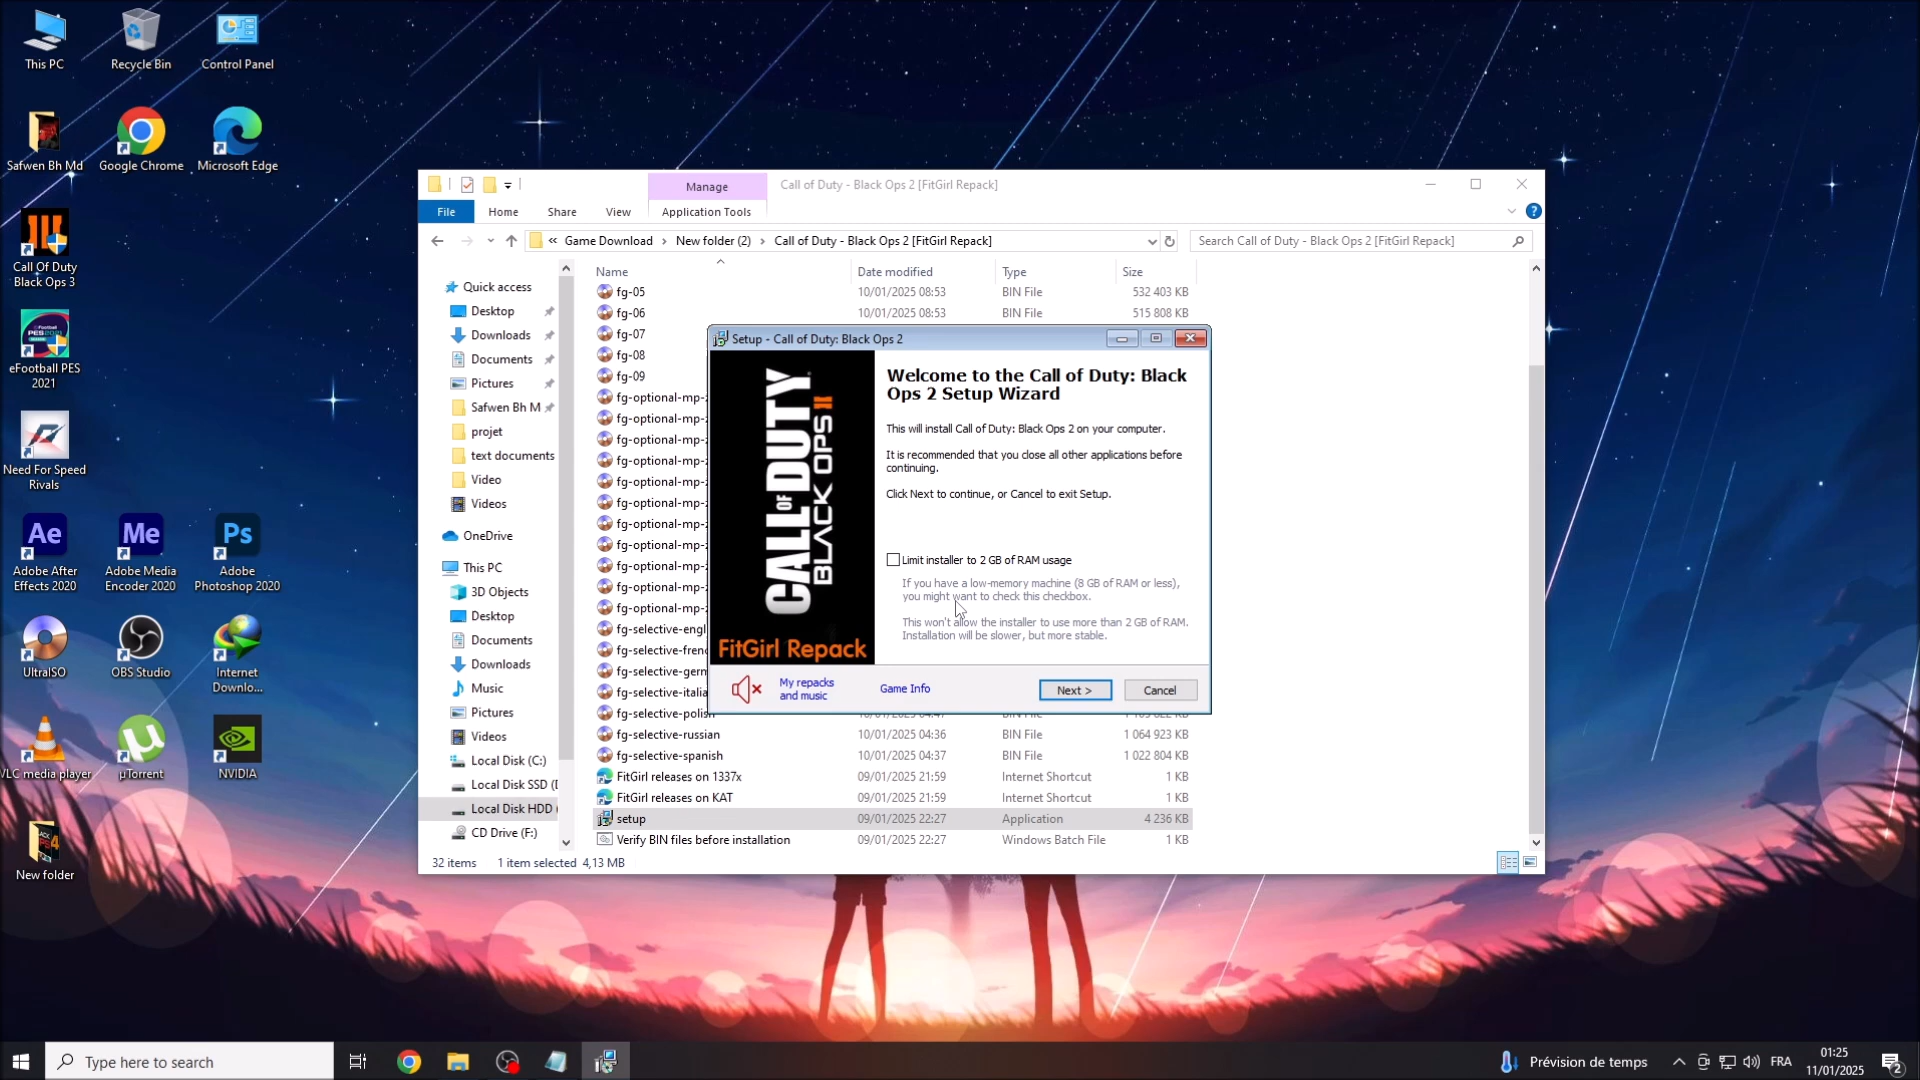 This PC
Recycle Bin
Control Panel
Safwen Bh Md
Google Chrome
Microsoft Edge
Call Of Duty
Black Ops 3
eFootball PES
2021
Need For Speed
Rivals
Adobe After
Effects 2020
Adobe Media
Encoder 2020
Adobe
Photoshop 2020
UltraISO
OBS Studio
Internet
Downlo...
VLC media player
µTorrent
NVIDIA
New folder
Manage
Call of Duty - Black Ops 2 [FitGirl Repack]
File
Home
Share
View
Application Tools
« Game Download > New folder (2) > Call of Duty - Black Ops 2 [FitGirl Repack]
Search Call of Duty - Black Ops 2 [FitGirl Repack]
Quick access
Desktop
Downloads
Documents
Pictures
Safwen Bh M
projet
text documents
Video
Videos
OneDrive
This PC
3D Objects
Desktop
Documents
Downloads
Music
Pictures
Videos
Local Disk (C:)
Local Disk SSD (
Local Disk HDD (
CD Drive (F:)
Name Date modified Type Size
fg-05 10/01/2025 08:53 BIN File 532 403 KB
fg-06 10/01/2025 08:53 BIN File 515 808 KB
fg-07
fg-08
fg-09
fg-optional-mp-
fg-optional-mp-
fg-optional-mp-
fg-optional-mp-
fg-optional-mp-
fg-optional-mp-
fg-optional-mp-
fg-optional-mp-
fg-optional-mp-
fg-optional-mp-
fg-optional-mp-
fg-selective-engl
fg-selective-fren
fg-selective-gern
fg-selective-italia
fg-selective-polish
fg-selective-russian 10/01/2025 04:36 BIN File 1 064 923 KB
fg-selective-spanish 10/01/2025 04:37 BIN File 1 022 804 KB
FitGirl releases on 1337x 09/01/2025 21:59 Internet Shortcut 1 KB
FitGirl releases on KAT 09/01/2025 21:59 Internet Shortcut 1 KB
setup 09/01/2025 22:27 Application 4 236 KB
Verify BIN files before installation 09/01/2025 22:27 Windows Batch File 1 KB
32 items 1 item selected 4,13 MB
Setup - Call of Duty: Black Ops 2
CALL OF DUTY
BLACK OPS II
FitGirl Repack
Welcome to the Call of Duty: Black
Ops 2 Setup Wizard
This will install Call of Duty: Black Ops 2 on your computer.
It is recommended that you close all other applications before
continuing.
Click Next to continue, or Cancel to exit Setup.
Limit installer to 2 GB of RAM usage
If you have a low-memory machine (8 GB of RAM or less),
you might want to check this checkbox.
This won't allow the installer to use more than 2 GB of RAM.
Installation will be slower, but more stable.
My repacks
and music
Game Info
Next >
Cancel
Type here to search
Prévision de temps
FRA
01:25
11/01/2025
2